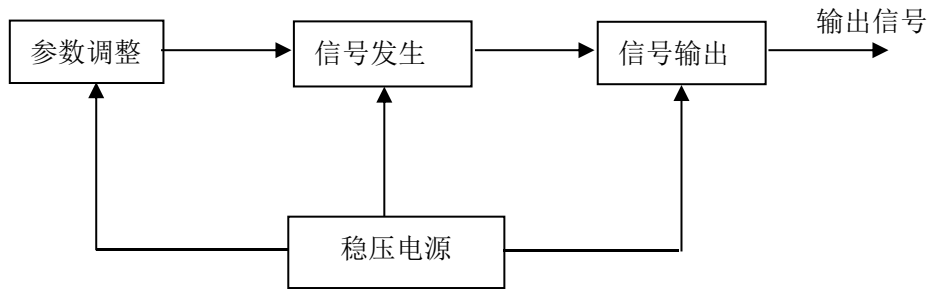 输出信号
参数调整
信号发生
信号输出
稳压电源